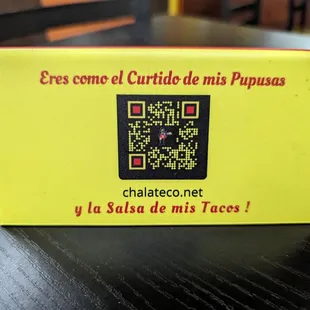 Eres como el Curtido de mis Pupusas
chalateco.net
y la Salsa de mis Tacos !